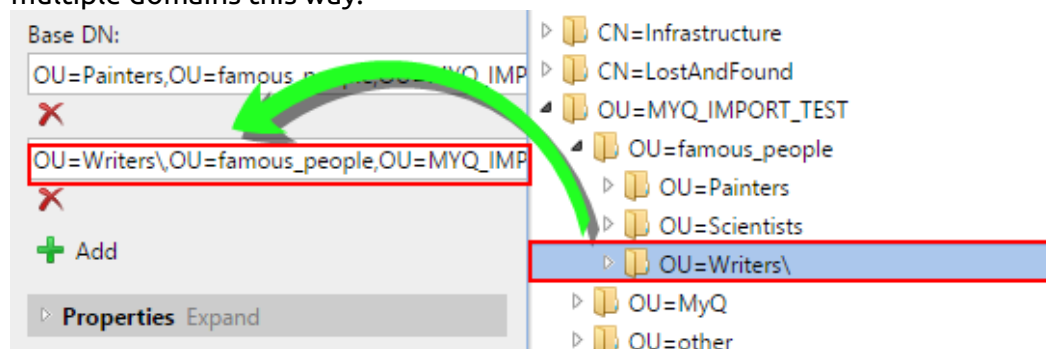 multiple domains this way.
Base DN:
OU=Painters,OU=famous_people,OU=MYQ_IMP
OU=Writers\,OU=famous_people,OU=MYQ_IMP
Add
Properties Expand
CN=Infrastructure
CN=LostAndFound
OU=MYQ_IMPORT_TEST
OU=famous_people
OU=Painters
OU=Scientists
OU=Writers\
OU=MyQ
OU=other